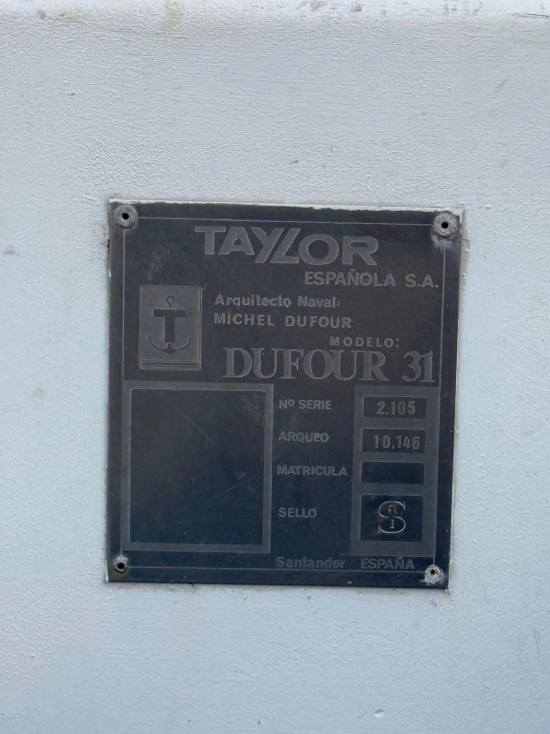 TAYLOR
ESPAÑOLA S.A.
T
Arquitecto Naval:
MICHEL DUFOUR
MODELO:
DUFOUR 31
Nº SERIE 2.105
ARQUEO 10,146
MATRICULA
SELLO S R I
Santander ESPAÑA